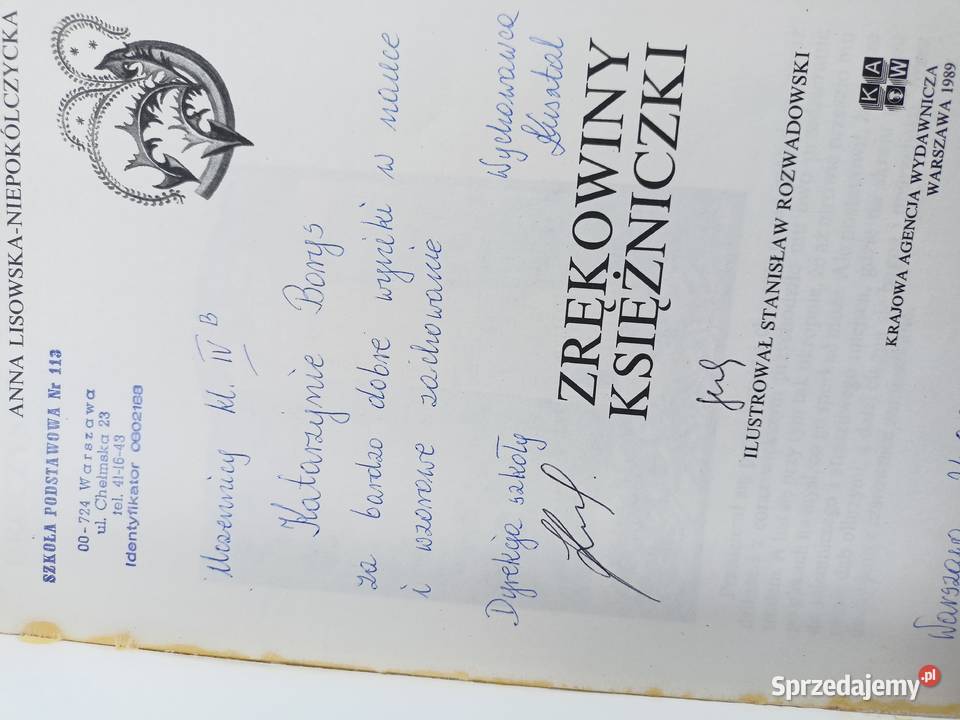 ANNA LISOWSKA-NIEPOKÓLCZYCKA
SZKOŁA PODSTAWOWA Nr 113
00-724 Warszawa
ul. Chełmska 23
tel. 41-16-43
Identyfikator 0802188
Uczennicy kl. IV B
Katarzynie Borys
za bardzo dobre wyniki w nauce
i wzorowe zachowanie
Dyrekcja szkoły
Wychowawca
ZRĘKOWINY
KSIĘŻNICZKI
ILUSTROWAŁ STANISŁAW ROZWADOWSKI
KAW
KRAJOWA AGENCJA WYDAWNICZA
WARSZAWA 1989
Warszawa
Sprzedajemy.pl